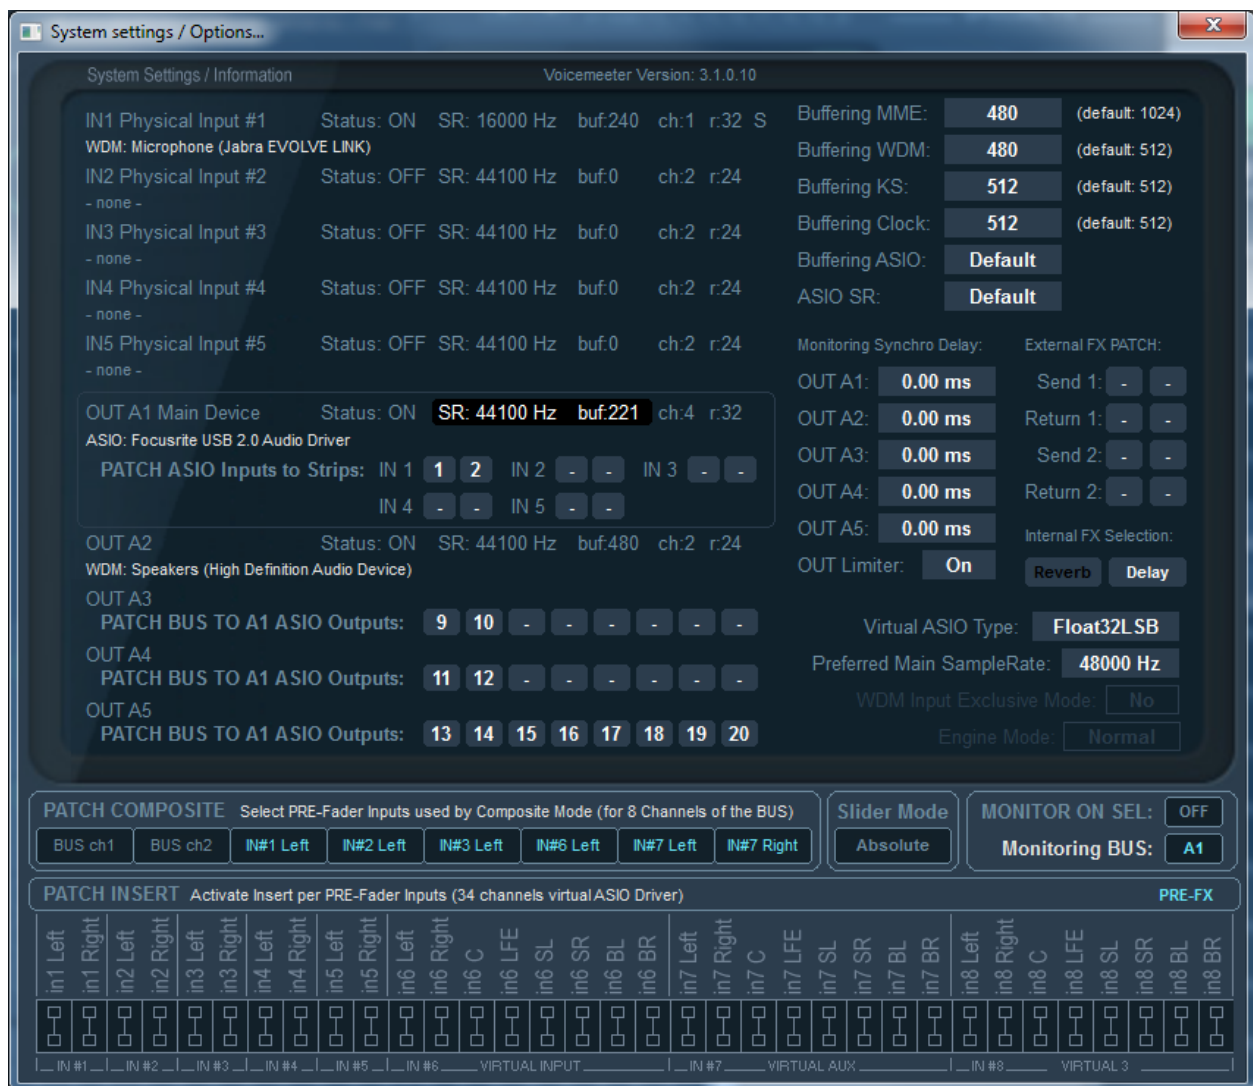 System settings / Options...
System Settings / Information Voicemeeter Version: 3.1.0.10
IN1 Physical Input #1 Status: ON SR: 16000 Hz buf:240 ch:1 r:32 S
WDM: Microphone (Jabra EVOLVE LINK)
IN2 Physical Input #2 Status: OFF SR: 44100 Hz buf:0 ch:2 r:24
- none -
IN3 Physical Input #3 Status: OFF SR: 44100 Hz buf:0 ch:2 r:24
- none -
IN4 Physical Input #4 Status: OFF SR: 44100 Hz buf:0 ch:2 r:24
- none -
IN5 Physical Input #5 Status: OFF SR: 44100 Hz buf:0 ch:2 r:24
- none -
OUT A1 Main Device Status: ON SR: 44100 Hz buf:221 ch:4 r:32
ASIO: Focusrite USB 2.0 Audio Driver
PATCH ASIO Inputs to Strips: IN 1 1 2 IN 2 - - IN 3 - -
IN 4 - - IN 5 - -
OUT A2 Status: ON SR: 44100 Hz buf:480 ch:2 r:24
WDM: Speakers (High Definition Audio Device)
OUT A3
PATCH BUS TO A1 ASIO Outputs: 9 10 - - - - - -
OUT A4
PATCH BUS TO A1 ASIO Outputs: 11 12 - - - - - -
OUT A5
PATCH BUS TO A1 ASIO Outputs: 13 14 15 16 17 18 19 20
Buffering MME: 480 (default: 1024)
Buffering WDM: 480 (default: 512)
Buffering KS: 512 (default: 512)
Buffering Clock: 512 (default: 512)
Buffering ASIO: Default
ASIO SR: Default
Monitoring Synchro Delay: External FX PATCH:
OUT A1: 0.00 ms Send 1: - -
OUT A2: 0.00 ms Return 1: - -
OUT A3: 0.00 ms Send 2: - -
OUT A4: 0.00 ms Return 2: - -
OUT A5: 0.00 ms Internal FX Selection:
OUT Limiter: On Reverb Delay
Virtual ASIO Type: Float32LSB
Preferred Main SampleRate: 48000 Hz
WDM Input Exclusive Mode: No
Engine Mode: Normal
PATCH COMPOSITE Select PRE-Fader Inputs used by Composite Mode (for 8 Channels of the BUS)
BUS ch1 BUS ch2 IN#1 Left IN#2 Left IN#3 Left IN#6 Left IN#7 Left IN#7 Right
Slider Mode
Absolute
MONITOR ON SEL: OFF
Monitoring BUS: A1
PATCH INSERT Activate Insert per PRE-Fader Inputs (34 channels virtual ASIO Driver) PRE-FX
in1 Left in1 Right in2 Left in2 Right in3 Left in3 Right in4 Left in4 Right in5 Left in5 Right in6 Left in6 Right in6 C in6 LFE in6 SL in6 SR in6 BL in6 BR in7 Left in7 Right in7 C in7 LFE in7 SL in7 SR in7 BL in7 BR in8 Left in8 Right in8 C in8 LFE in8 SL in8 SR in8 BL in8 BR
IN #1 IN #2 IN #3 IN #4 IN #5 IN #6 VIRTUAL INPUT IN #7 VIRTUAL AUX IN #8 VIRTUAL 3